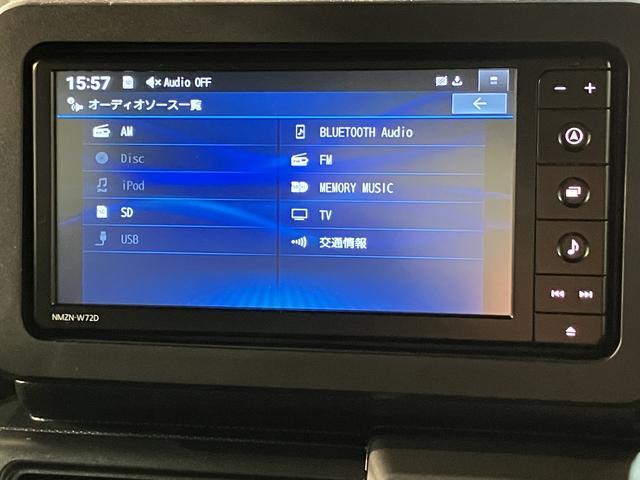 15:57 Audio OFF
オーディオソース一覧
AM
BLUETOOTH Audio
Disc
FM
iPod
MEMORY MUSIC
SD
TV
USB
交通情報
NMZN-W72D